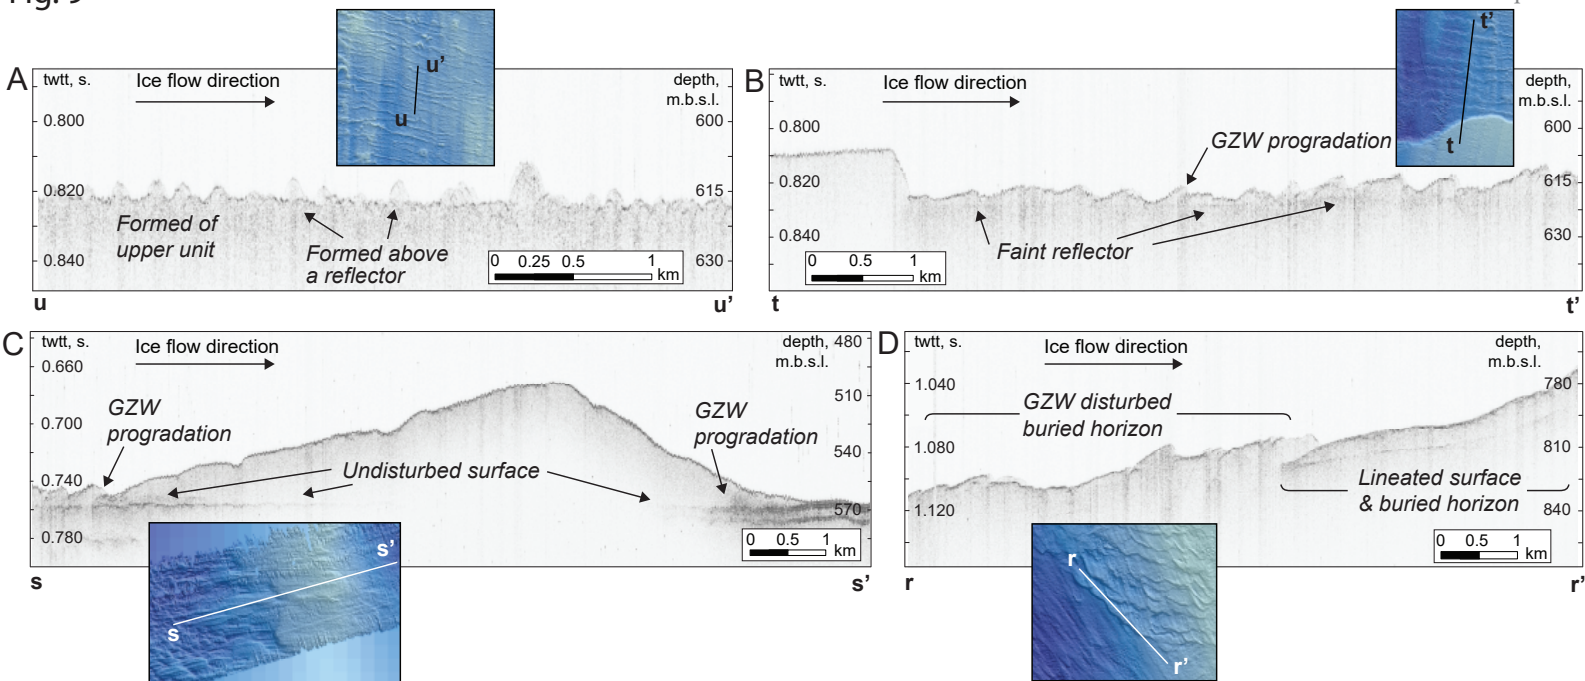 A
twtt, s.
Ice flow direction
depth,
m.b.s.l.
0.800
0.820
0.840
600
615
630
u'
u
Formed of
upper unit
Formed above
a reflector
0 0.25 0.5 1
km
u
u'
B
twtt, s.
Ice flow direction
depth,
m.b.s.l.
0.800
0.820
0.840
600
615
630
t'
t
GZW progradation
Faint reflector
0 0.5 1
km
t
t'
C
twtt, s.
Ice flow direction
depth,
m.b.s.l.
0.660
0.700
0.740
0.780
480
510
540
570
GZW
progradation
Undisturbed surface
GZW
progradation
0 0.5 1
km
s
s'
s
s'
D
twtt, s.
Ice flow direction
depth,
m.b.s.l.
1.040
1.080
1.120
780
810
840
GZW disturbed
buried horizon
Lineated surface
& buried horizon
0 0.5 1
km
r
r'
r
r'